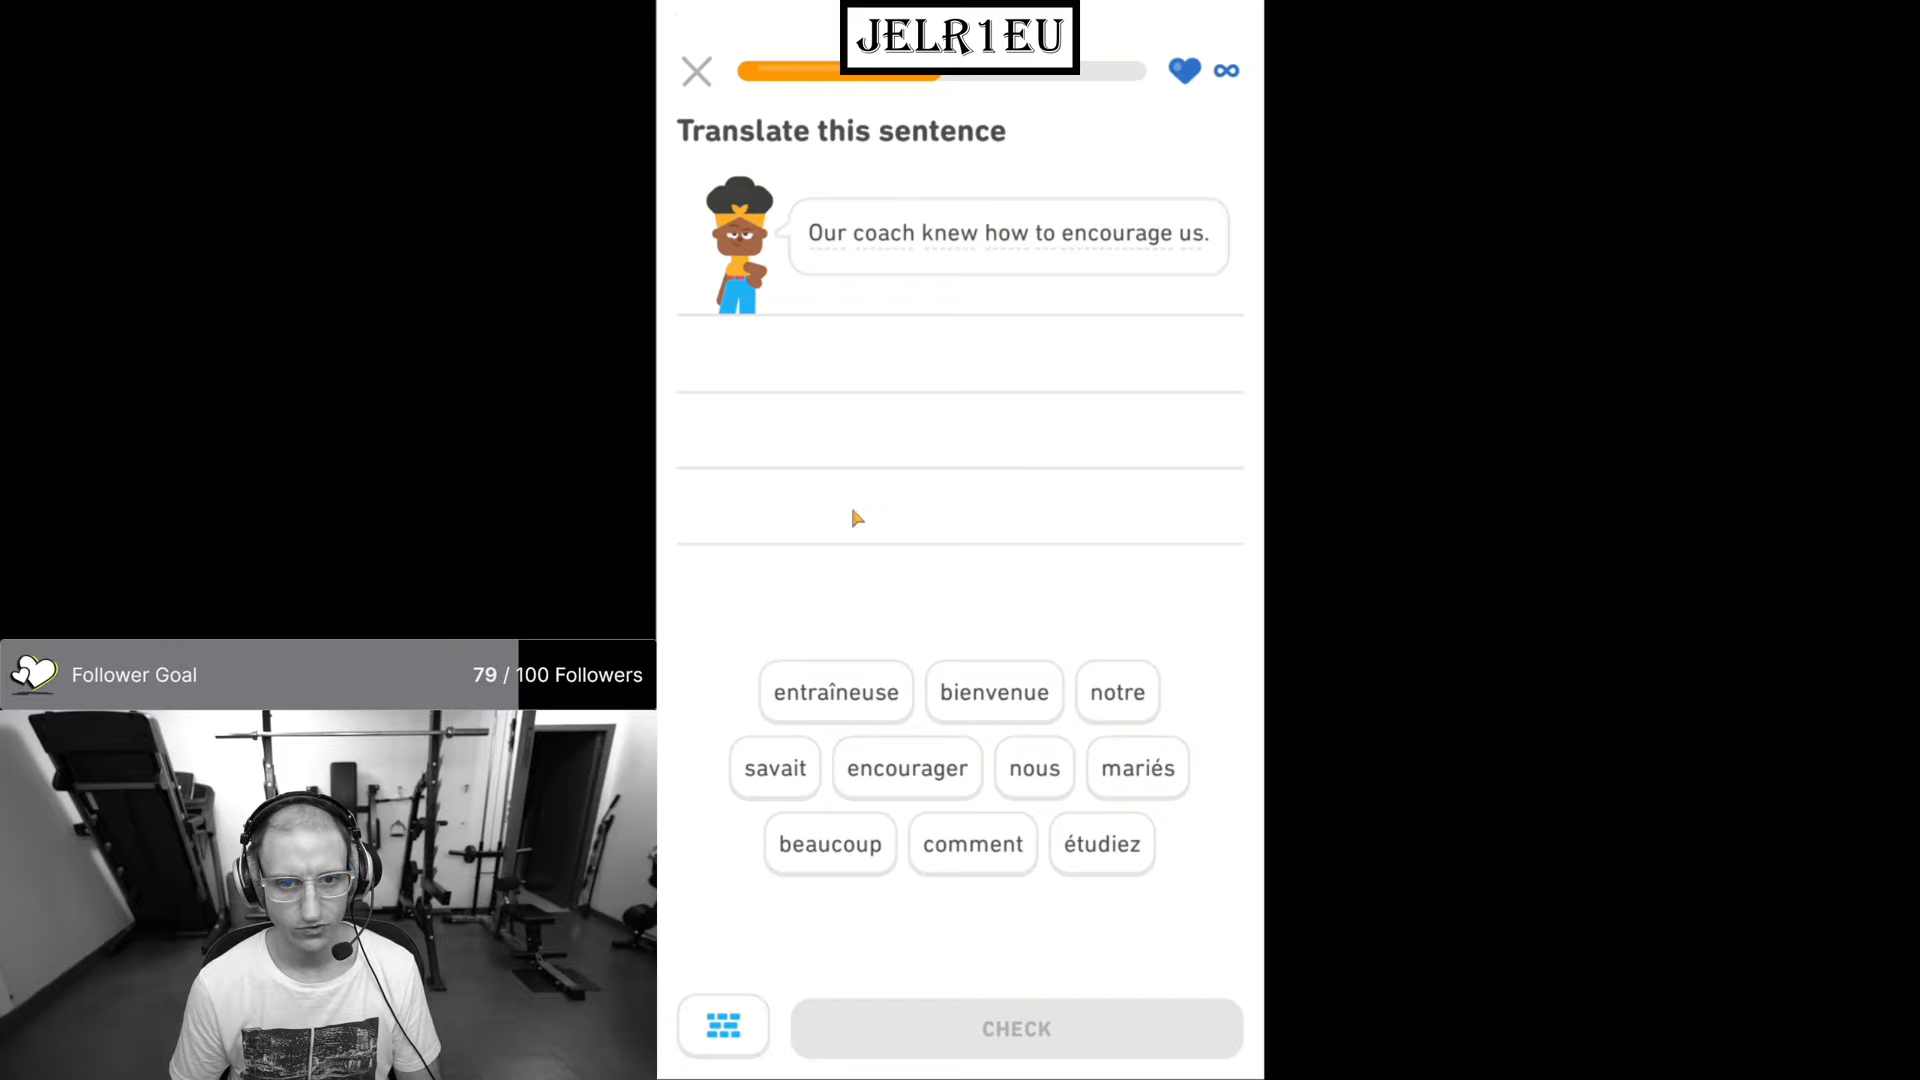 JELR1EU
∞
Translate this sentence
Our coach knew how to encourage us.
Follower Goal 79 / 100 Followers
entraîneuse bienvenue notre
savait encourager nous mariés
beaucoup comment étudiez
CHECK